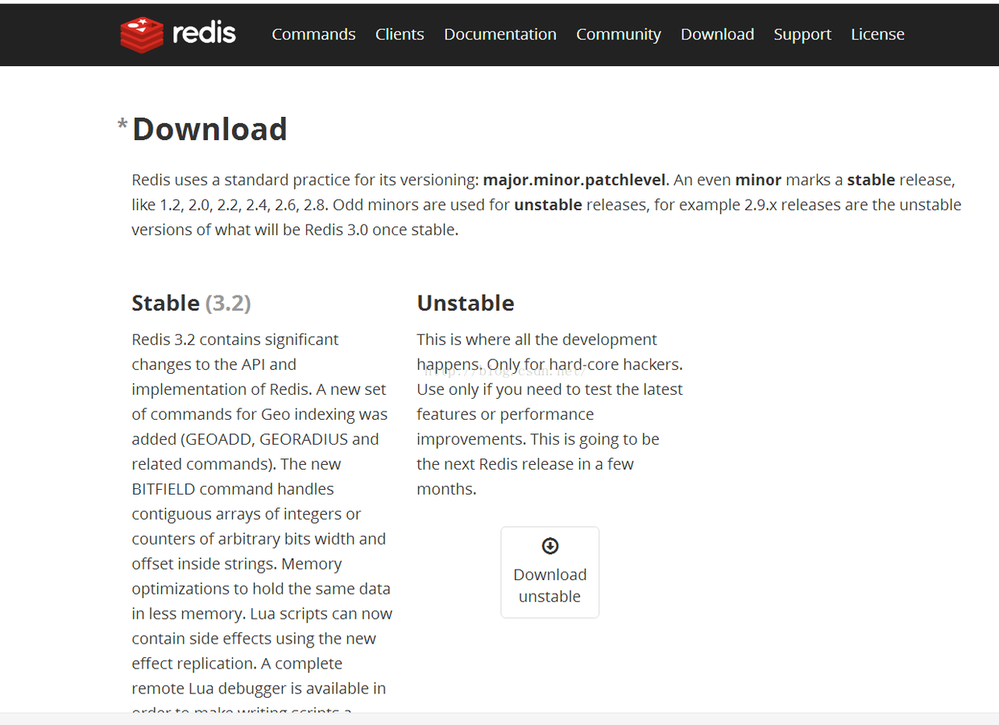 redis Commands Clients Documentation Community Download Support License
*Download
Redis uses a standard practice for its versioning: major.minor.patchlevel. An even minor marks a stable release,
like 1.2, 2.0, 2.2, 2.4, 2.6, 2.8. Odd minors are used for unstable releases, for example 2.9.x releases are the unstable
versions of what will be Redis 3.0 once stable.
Stable (3.2)
Redis 3.2 contains significant
changes to the API and
implementation of Redis. A new set
of commands for Geo indexing was
added (GEOADD, GEORADIUS and
related commands). The new
BITFIELD command handles
contiguous arrays of integers or
counters of arbitrary bits width and
offset inside strings. Memory
optimizations to hold the same data
in less memory. Lua scripts can now
contain side effects using the new
effect replication. A complete
remote Lua debugger is available in
order to make writing scripts a
Unstable
This is where all the development
happens. Only for hard-core hackers.
http://blog.csdn.net/
Use only if you need to test the latest
features or performance
improvements. This is going to be
the next Redis release in a few
months.
Download
unstable